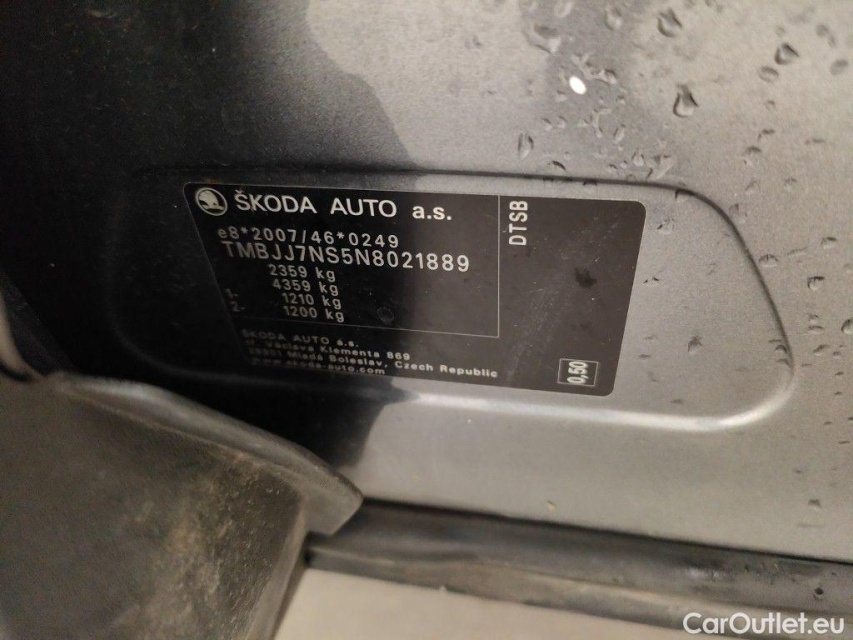 ŠKODA AUTO a.s.
e8*2007/46*0249
TMBJJ7NS5N8021889
2359 kg
4359 kg
1- 1210 kg
2- 1200 kg
ŠKODA AUTO a.s.
tř. Václava Klementa 869
29301 Mladá Boleslav, Czech Republic
www.skoda-auto.com
DTSB
0,50
CarOutlet.eu